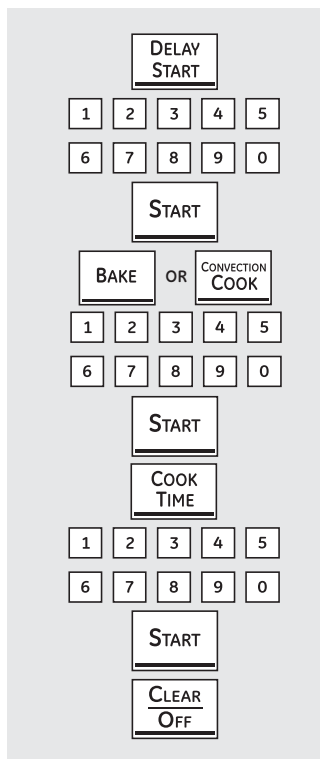 DELAY
START
1 2 3 4 5
6 7 8 9 0
START
BAKE OR CONVECTION
COOK
1 2 3 4 5
6 7 8 9 0
START
COOK
TIME
1 2 3 4 5
6 7 8 9 0
START
CLEAR
OFF